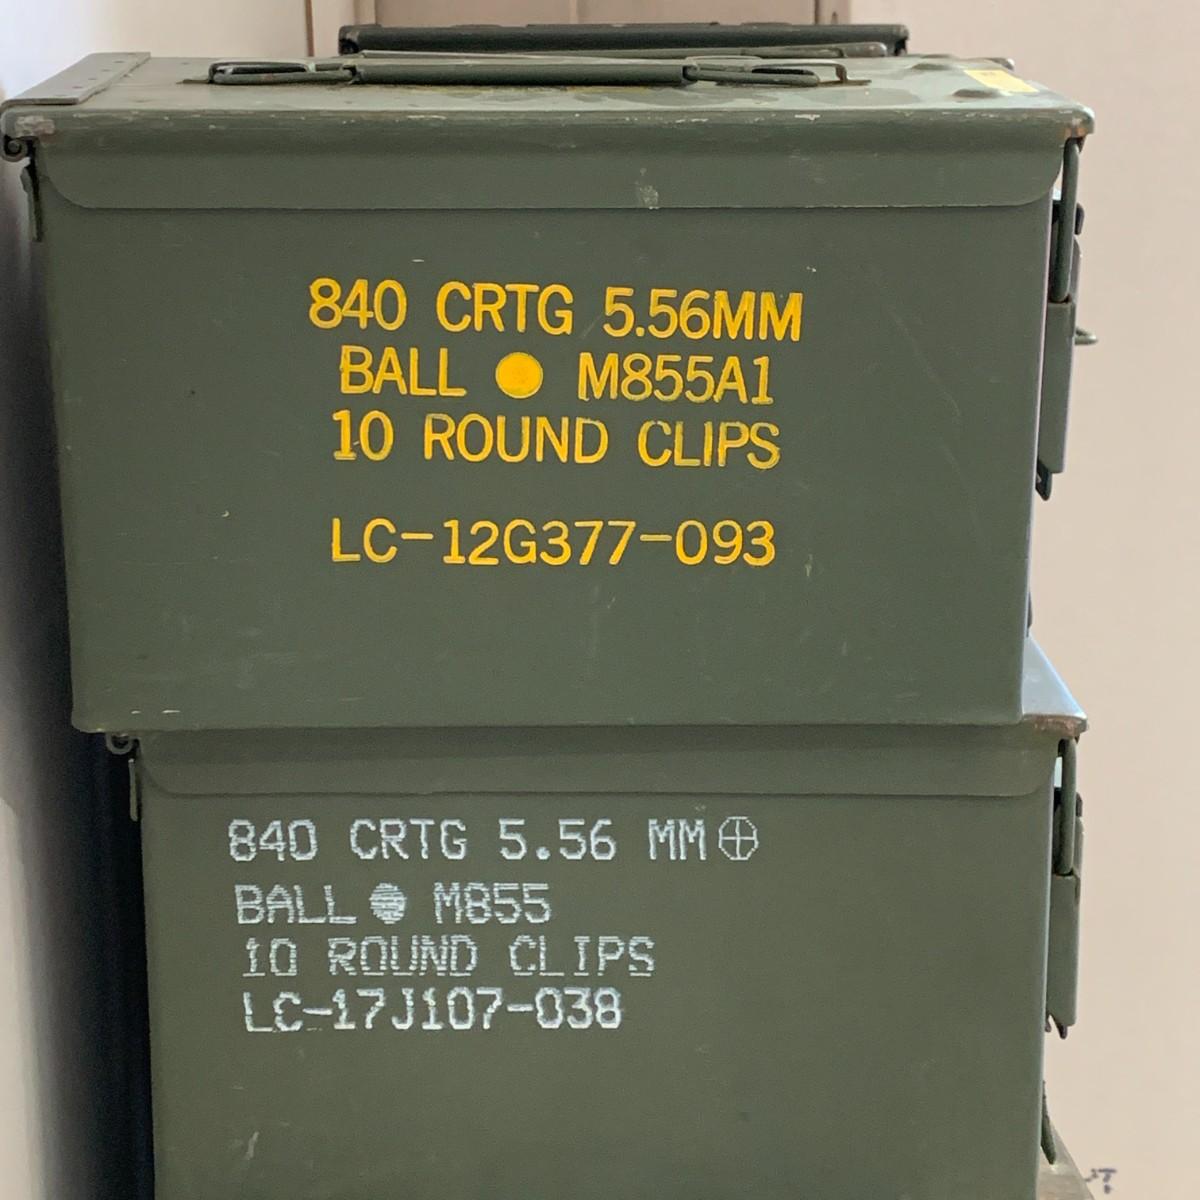 840 CRTG 5.56MM
BALL ● M855A1
10 ROUND CLIPS
LC-12G377-093
840 CRTG 5.56 MM⊕
BALL ● M855
10 ROUND CLIPS
LC-17J107-038